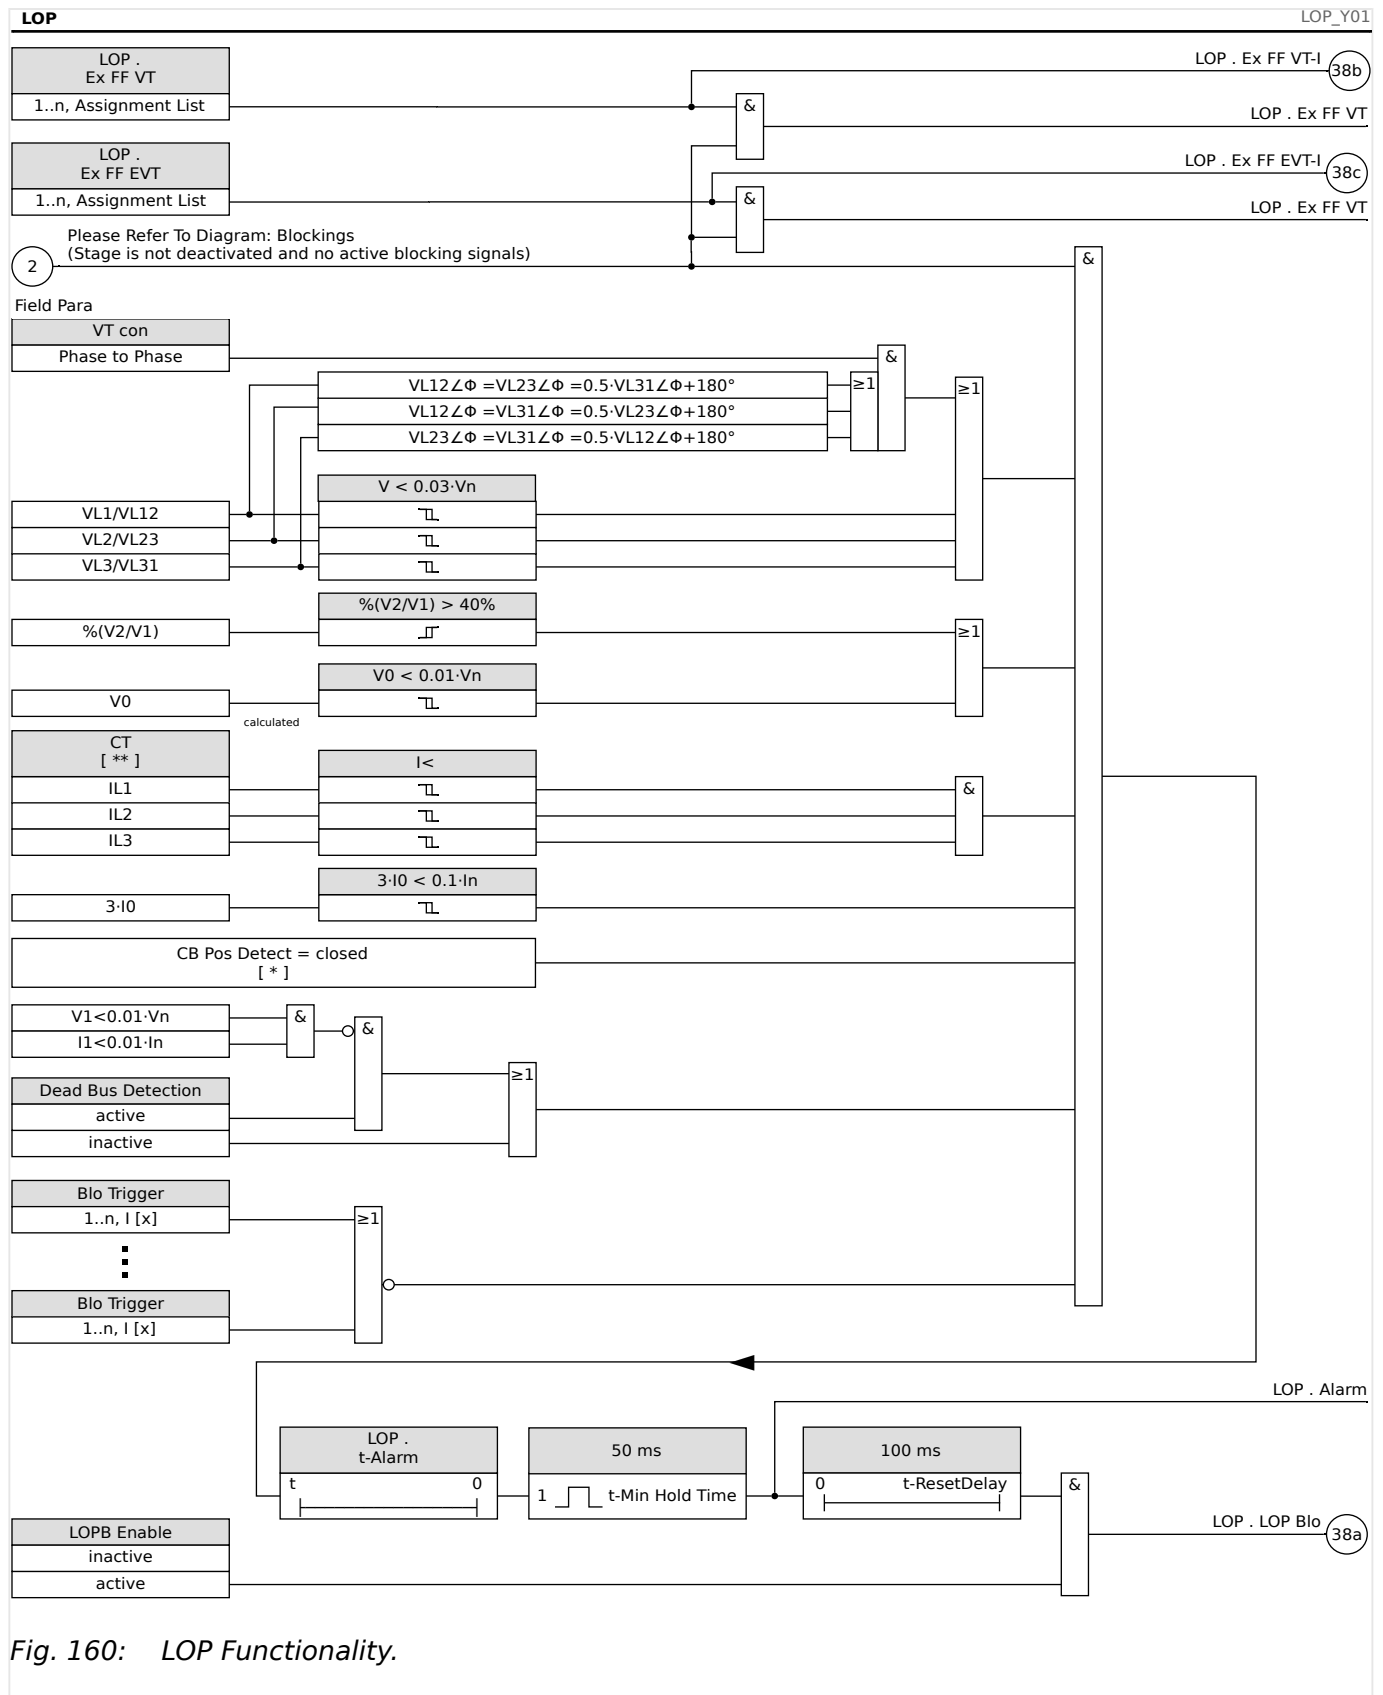 LOP
LOP_Y01
LOP .
Ex FF VT
1..n, Assignment List
LOP . Ex FF VT-I
38b
&
LOP . Ex FF VT
LOP .
Ex FF EVT
1..n, Assignment List
LOP . Ex FF EVT-I
38c
&
LOP . Ex FF VT
Please Refer To Diagram: Blockings
(Stage is not deactivated and no active blocking signals)
2
&
Field Para
VT con
Phase to Phase
&
VL12∠Φ =VL23∠Φ =0.5·VL31∠Φ+180°
≥1
≥1
VL12∠Φ =VL31∠Φ =0.5·VL23∠Φ+180°
VL23∠Φ =VL31∠Φ =0.5·VL12∠Φ+180°
V < 0.03·Vn
VL1/VL12
VL2/VL23
VL3/VL31
%(V2/V1) > 40%
%(V2/V1)
≥1
V0 < 0.01·Vn
V0
calculated
CT
[ ** ]
I<
IL1
&
IL2
IL3
3·I0 < 0.1·In
3·I0
CB Pos Detect = closed
[ * ]
V1<0.01·Vn
&
&
I1<0.01·In
≥1
Dead Bus Detection
active
inactive
Blo Trigger
1..n, I [x]
≥1
Blo Trigger
1..n, I [x]
LOP . Alarm
LOP .
t-Alarm
50 ms
100 ms
t 0
1 t-Min Hold Time
0 t-ResetDelay
&
LOPB Enable
inactive
active
LOP . LOP Blo
38a
Fig. 160: LOP Functionality.